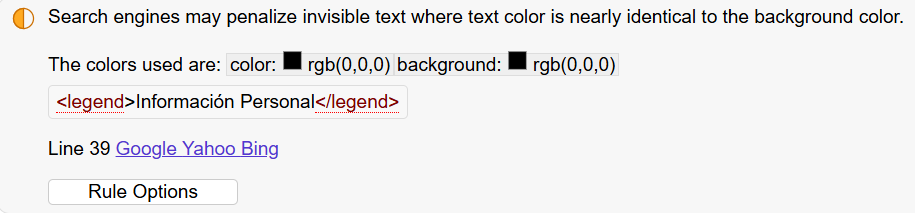 Search engines may penalize invisible text where text color is nearly identical to the background color.
The colors used are: color: rgb(0,0,0) background: rgb(0,0,0)
<legend>Información Personal</legend>
Line 39 Google Yahoo Bing
Rule Options